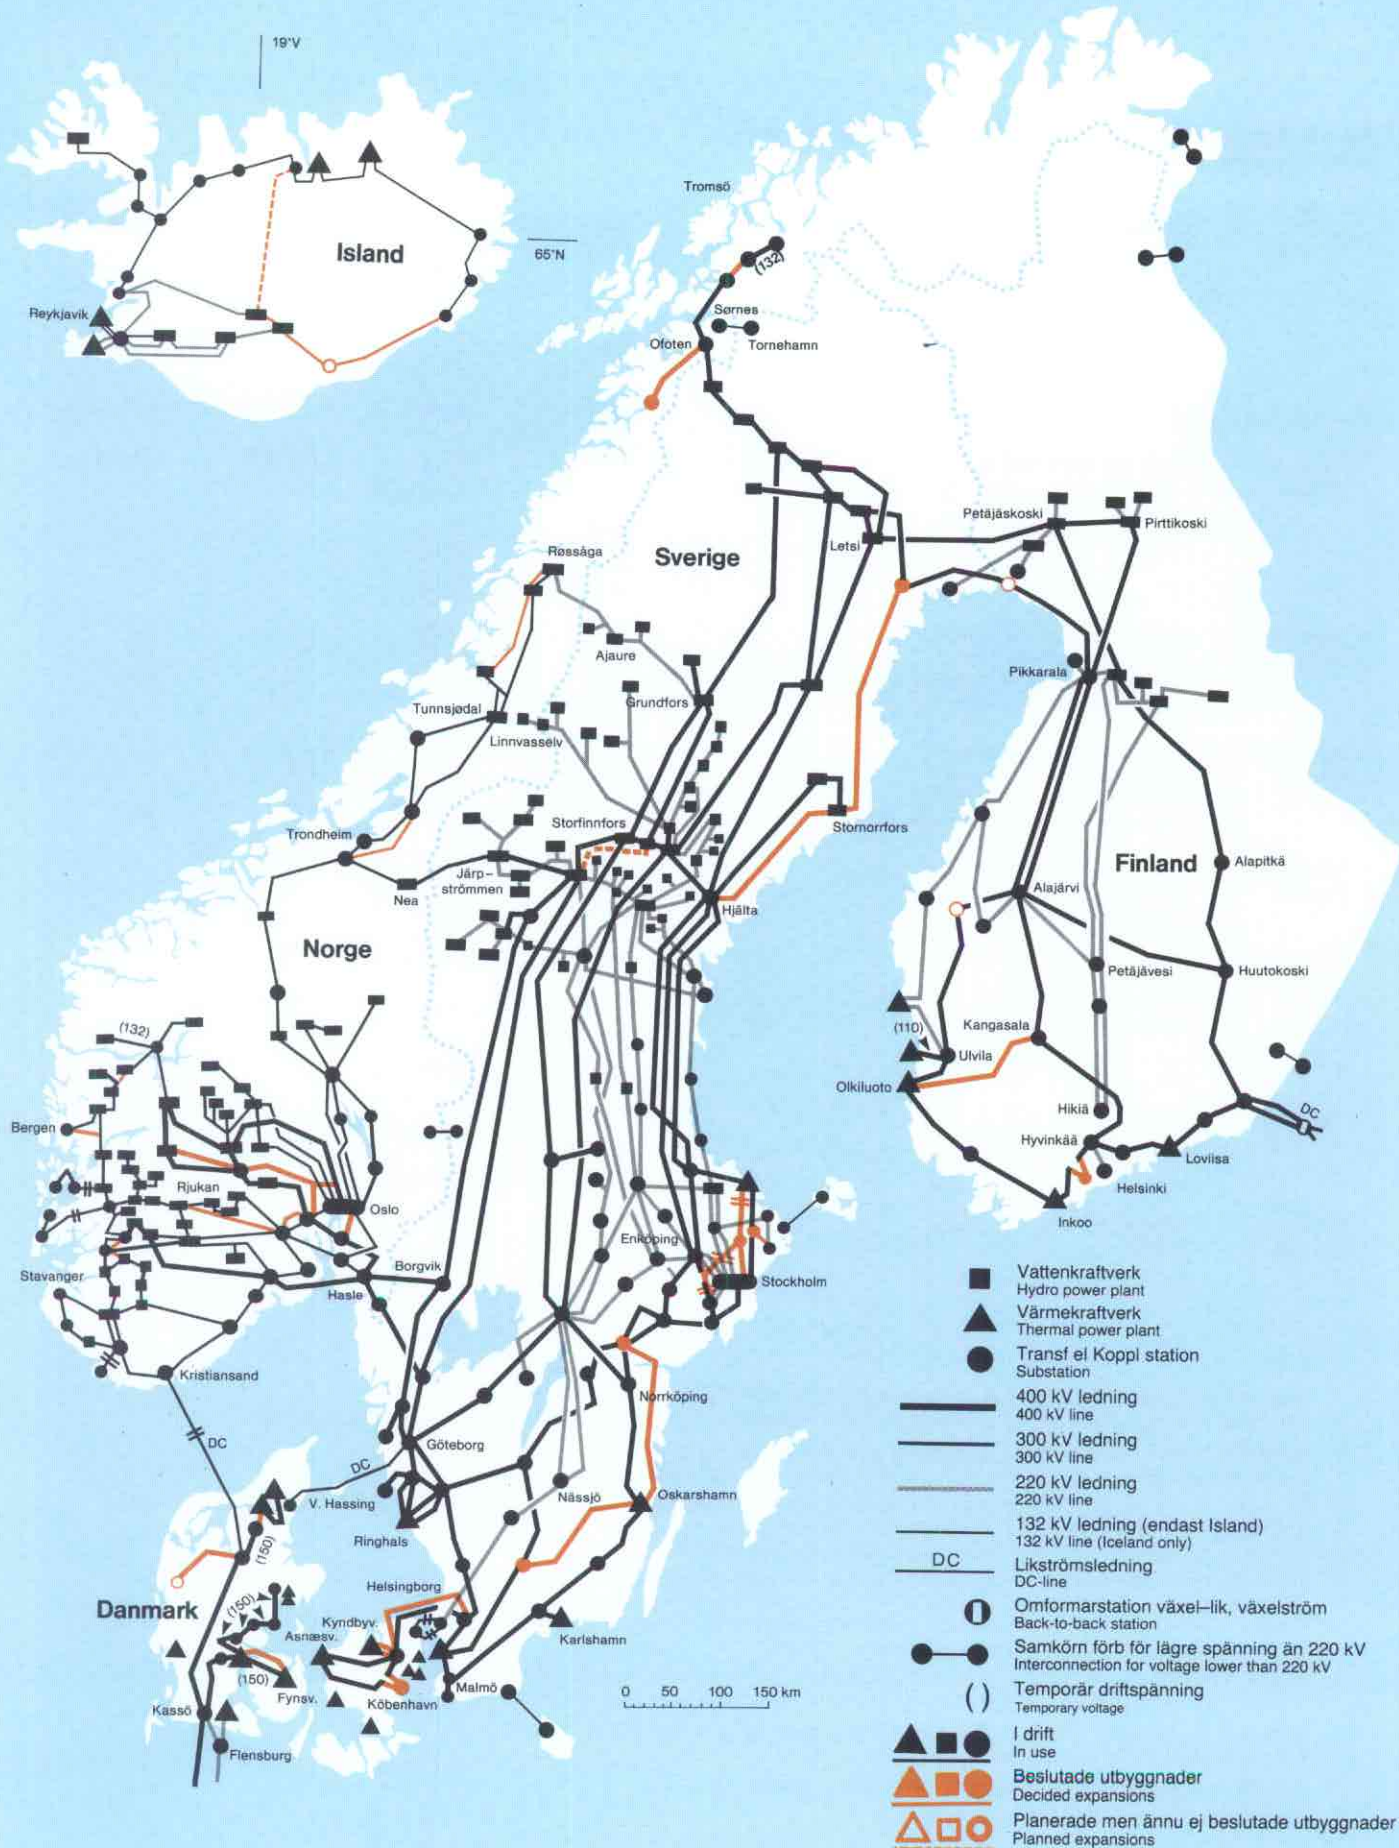 19°V
Island
65°N
Reykjavik
Tromsö
(132)
Sørnes
Tornehamn
Ofoten
Petäjäskoski
Pirttikoski
Letsi
Sverige
Røssåga
Ajaure
Pikkarala
Grundfors
Tunnsjødal
Linnvasselv
Storfinnfors
Stornorrfors
Trondheim
Finland
Alapitkä
Järp-
strömmen
Nea
Alajärvi
Hjälta
Norge
Petäjävesi
Huutokoski
(132)
Kangasala
(110)
Ulvila
Olkiluoto
Bergen
Hikiä
DC
Hyvinkää
Loviisa
Rjukan
Helsinki
Oslo
Inkoo
Enköping
Stavanger
Borgvik
Hasle
Stockholm
Kristiansand
Norrköping
DC
Göteborg
DC
V. Hassing
Nässjö
Oskarshamn
Ringhals
(150)
Helsingborg
Danmark
(150)
Kyndbyv.
Asnæsv.
Karlshamn
(150)
Fynsv.
Köbenhavn
Malmö
Kassö
Flensburg
0 50 100 150 km
Vattenkraftverk
Hydro power plant
Värmekraftverk
Thermal power plant
Transf el Koppl station
Substation
400 kV ledning
400 kV line
300 kV ledning
300 kV line
220 kV ledning
220 kV line
132 kV ledning (endast Island)
132 kV line (Iceland only)
DC
Likströmsledning
DC-line
Omformarstation växel–lik, växelström
Back-to-back station
Samkörn förb för lägre spänning än 220 kV
Interconnection for voltage lower than 220 kV
( )
Temporär driftspänning
Temporary voltage
I drift
In use
Beslutade utbyggnader
Decided expansions
Planerade men ännu ej beslutade utbyggnader
Planned expansions